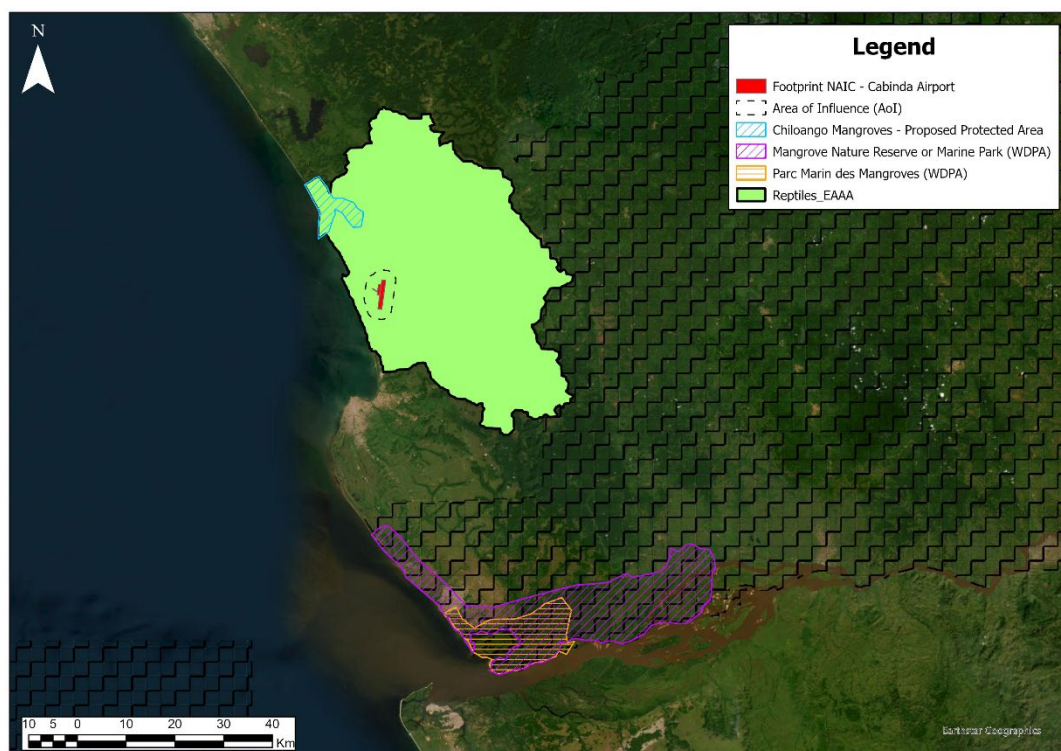 N
Legend
Footprint NAIC - Cabinda Airport
Area of Influence (AoI)
Chiloango Mangroves - Proposed Protected Area
Mangrove Nature Reserve or Marine Park (WDPA)
Parc Marin des Mangroves (WDPA)
Reptiles_EAAA
10 5 0 10 20 30 40
Km
Earthstar Geographics